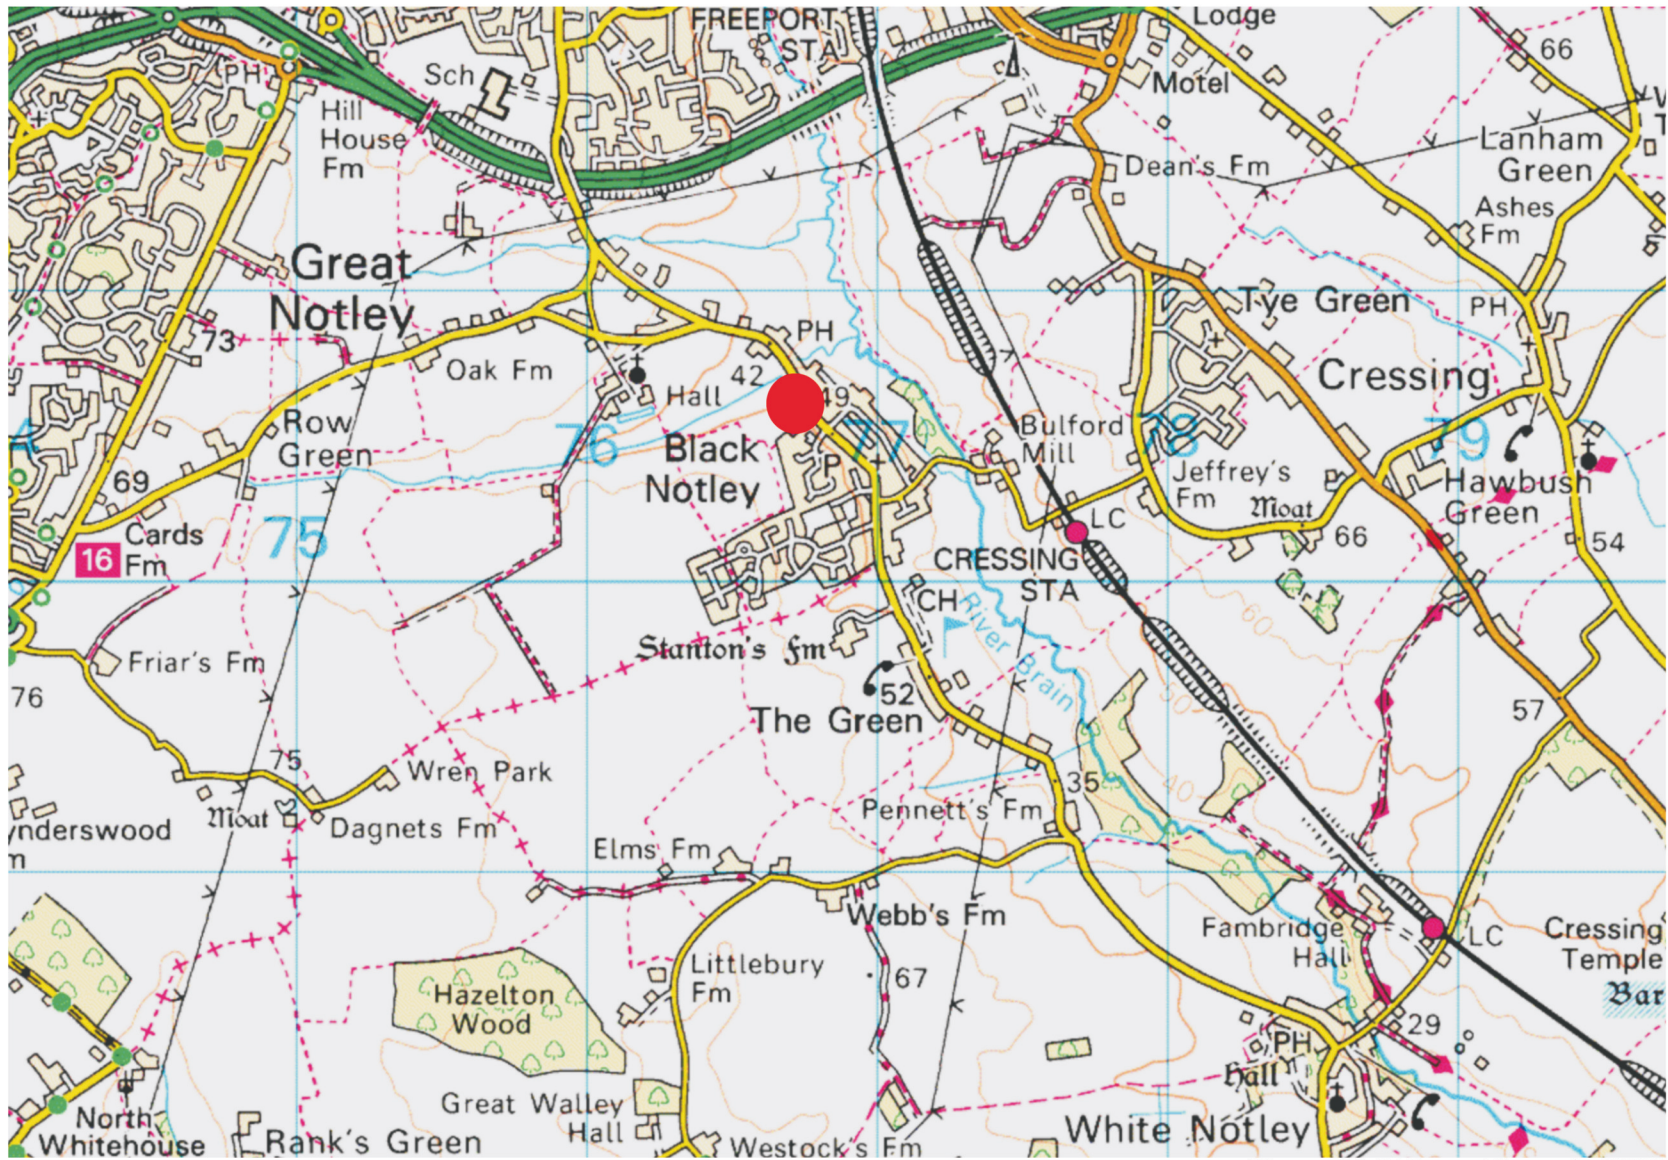 FREEPORT
STA
Lodge
66
Sch
PH
Motel
Hill
House
Fm
Lanham
Green
Dean's Fm
Ashes
Fm
Great
Notley
PH
Tye Green
73
PH
Oak Fm
42
Hall
49
Cressing
Row
Green
76
77
Bulford
Mill
78
79
Black
Notley
P
Jeffrey's
Fm
Moat
Hawbush
Green
69
75
LC
66
54
Cards
Fm
16
CRESSING
STA
CH
River Brain
60
Stanton's Fm
Friar's Fm
76
52
50
The Green
57
75
Wren Park
Moat
Dagnets Fm
35
40
Pennett's Fm
ynderswood
m
Elms Fm
Webb's Fm
Fambridge
Hall
LC
Cressing
Temple
Bar
Littlebury
Fm
67
Hazelton
Wood
29
PH
Hall
Great Walley
Hall
North
Whitehouse
Rank's Green
Westock's Fm
White Notley